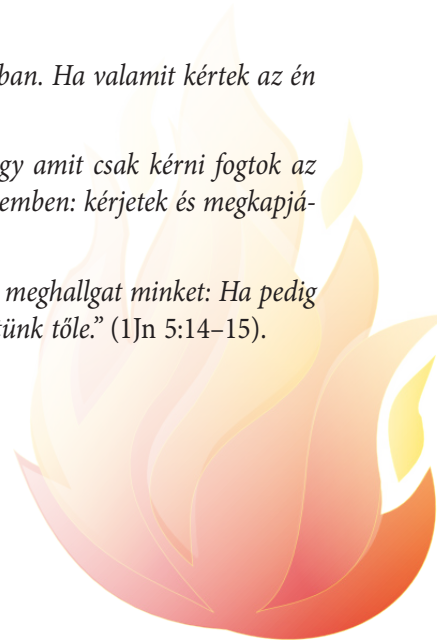 ban. Ha valamit kértek az én
gy amit csak kérni fogtok az
emben: kérjetek és megkapjá-
meghallgat minket: Ha pedig
tünk tőle.” (1Jn 5:14–15).